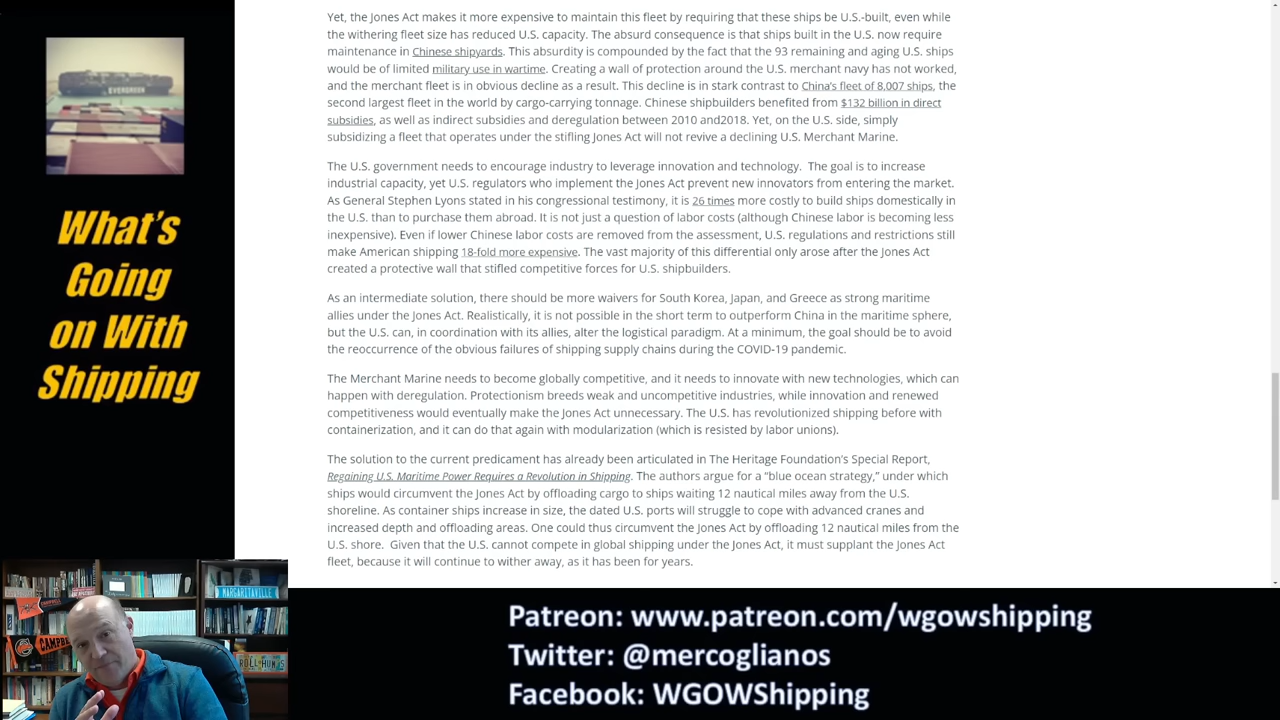 Yet, the Jones Act makes it more expensive to maintain this fleet by requiring that these ships be U.S.-built, even while
the withering fleet size has reduced U.S. capacity. The absurd consequence is that ships built in the U.S. now require
maintenance in Chinese shipyards. This absurdity is compounded by the fact that the 93 remaining and aging U.S. ships
would be of limited military use in wartime. Creating a wall of protection around the U.S. merchant navy has not worked,
and the merchant fleet is in obvious decline as a result. This decline is in stark contrast to China's fleet of 8,007 ships, the
second largest fleet in the world by cargo-carrying tonnage. Chinese shipbuilders benefited from $132 billion in direct
subsidies, as well as indirect subsidies and deregulation between 2010 and2018. Yet, on the U.S. side, simply
subsidizing a fleet that operates under the stifling Jones Act will not revive a declining U.S. Merchant Marine.
The U.S. government needs to encourage industry to leverage innovation and technology.  The goal is to increase
industrial capacity, yet U.S. regulators who implement the Jones Act prevent new innovators from entering the market.
As General Stephen Lyons stated in his congressional testimony, it is 26 times more costly to build ships domestically in
the U.S. than to purchase them abroad. It is not just a question of labor costs (although Chinese labor is becoming less
inexpensive). Even if lower Chinese labor costs are removed from the assessment, U.S. regulations and restrictions still
make American shipping 18-fold more expensive. The vast majority of this differential only arose after the Jones Act
created a protective wall that stifled competitive forces for U.S. shipbuilders.
As an intermediate solution, there should be more waivers for South Korea, Japan, and Greece as strong maritime
allies under the Jones Act. Realistically, it is not possible in the short term to outperform China in the maritime sphere,
but the U.S. can, in coordination with its allies, alter the logistical paradigm. At a minimum, the goal should be to avoid
the reoccurrence of the obvious failures of shipping supply chains during the COVID-19 pandemic.
The Merchant Marine needs to become globally competitive, and it needs to innovate with new technologies, which can
happen with deregulation. Protectionism breeds weak and uncompetitive industries, while innovation and renewed
competitiveness would eventually make the Jones Act unnecessary. The U.S. has revolutionized shipping before with
containerization, and it can do that again with modularization (which is resisted by labor unions).
The solution to the current predicament has already been articulated in The Heritage Foundation's Special Report,
Regaining U.S. Maritime Power Requires a Revolution in Shipping. The authors argue for a "blue ocean strategy," under which
ships would circumvent the Jones Act by offloading cargo to ships waiting 12 nautical miles away from the U.S.
shoreline. As container ships increase in size, the dated U.S. ports will struggle to cope with advanced cranes and
increased depth and offloading areas. One could thus circumvent the Jones Act by offloading 12 nautical miles from the
U.S. shore.  Given that the U.S. cannot compete in global shipping under the Jones Act, it must supplant the Jones Act
fleet, because it will continue to wither away, as it has been for years.
EVERGREEN
What's
Going
on With
Shipping
MARGARITAVILLE
CAMPBE
Patreon: www.patreon.com/wgowshipping
Twitter: @mercoglianos
Facebook: WGOWShipping